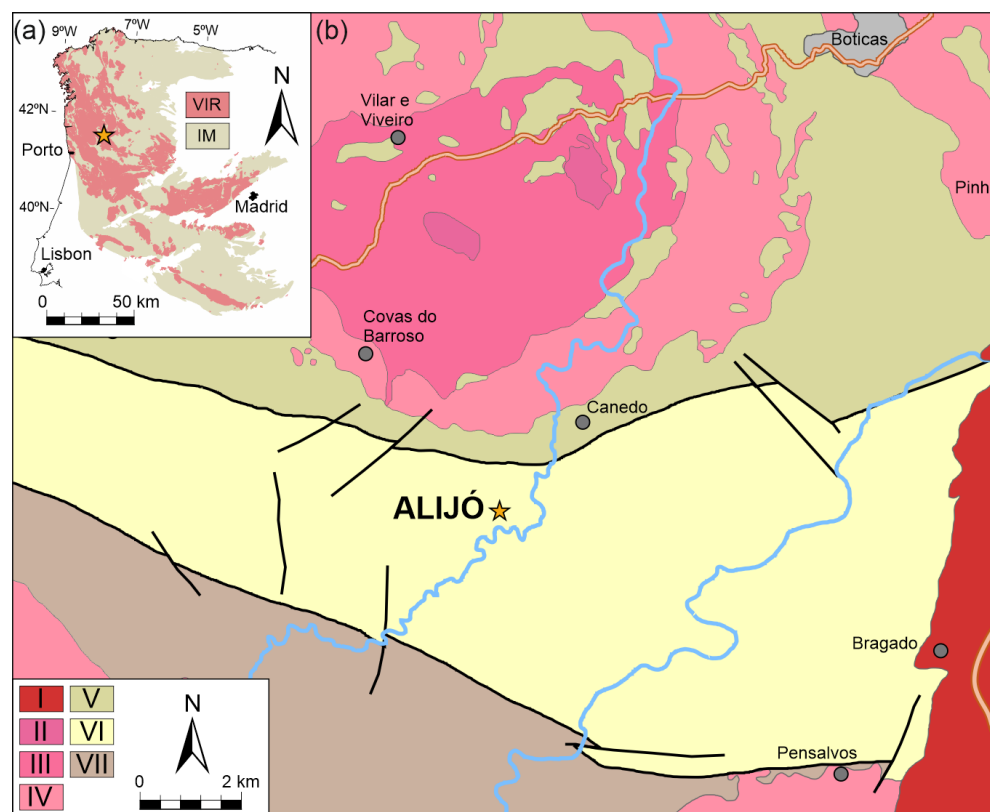 (a)
9ºW
7ºW
5ºW
N
VIR
IM
42ºN
Porto
40ºN
Madrid
Lisbon
0
50 km
(b)
Boticas
Vilar e
Viveiro
Pinh
Covas do
Barroso
Canedo
ALIJÓ
Bragado
Pensalvos
I
V
II
VI
III
VII
IV
N
0
2 km